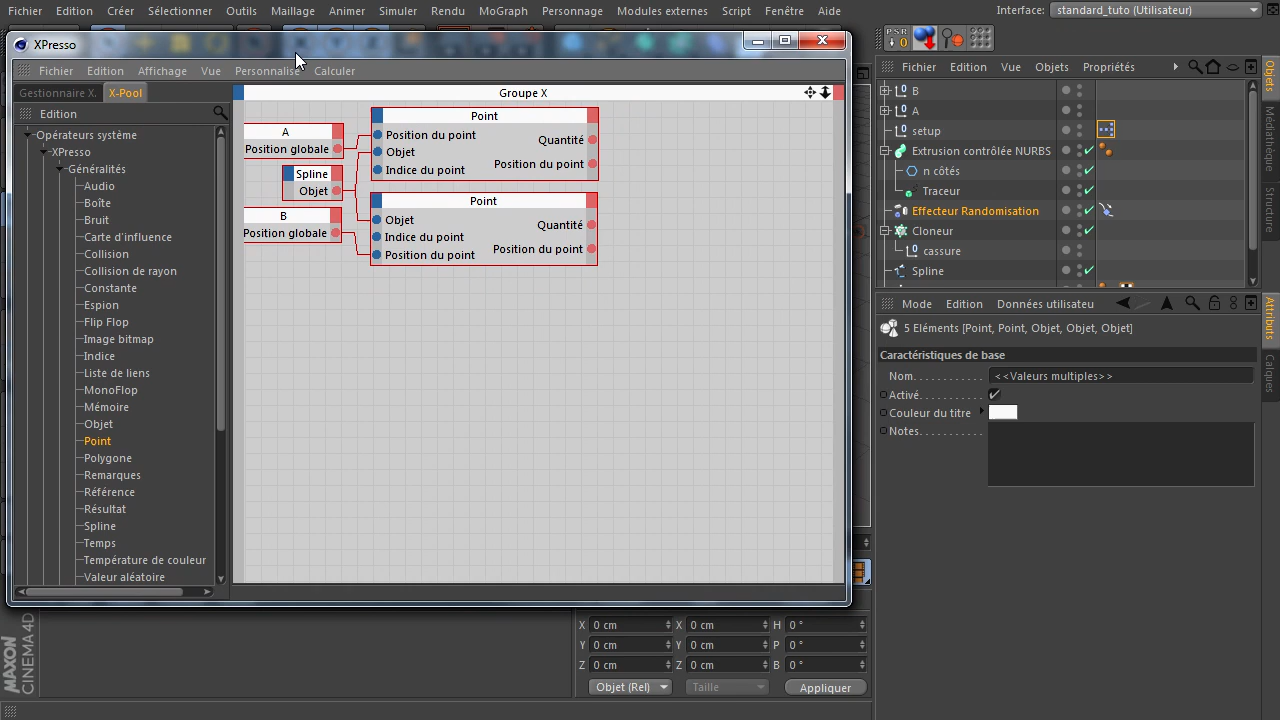 Fichier Edition Créer Sélectionner Outils Maillage Animer Simuler Rendu MoGraph Personnage Modules externes Script Fenêtre Aide Interface: standard_tuto (Utilisateur)
XPresso
PSR
0
Fichier Edition Affichage Vue Personnalisé Calculer
Fichier Edition Vue Objets Propriétés
Objets
Médiathèque
Gestionnaire X. X-Pool
Groupe X
Edition
Opérateurs système
XPresso
Généralités
Audio
Boîte
Bruit
Carte d'influence
Collision
Collision de rayon
Constante
Espion
Flip Flop
Image bitmap
Indice
Liste de liens
MonoFlop
Mémoire
Objet
Point
Polygone
Remarques
Référence
Résultat
Spline
Temps
Température de couleur
Valeur aléatoire
A
Position globale
Spline
Objet
B
Position globale
Point
Position du point
Objet
Indice du point
Quantité
Position du point
Point
Objet
Indice du point
Position du point
Quantité
Position du point
B
A
setup
Extrusion contrôlée NURBS
n côtés
Traceur
Effecteur Randomisation
Cloneur
cassure
Spline
Mode Edition Données utilisateu
Attributs
Calques
5 Eléments [Point, Point, Objet, Objet, Objet]
Caractéristiques de base
Nom. . . . . . . . . . . . <<Valeurs multiples>>
Activé. . . . . . . . . . .
Couleur du titre
Notes. . . . . . . . . . .
X 0 cm X 0 cm H 0 °
Y 0 cm Y 0 cm P 0 °
Z 0 cm Z 0 cm B 0 °
Objet (Rel) Taille Appliquer
MAXON
CINEMA 4D